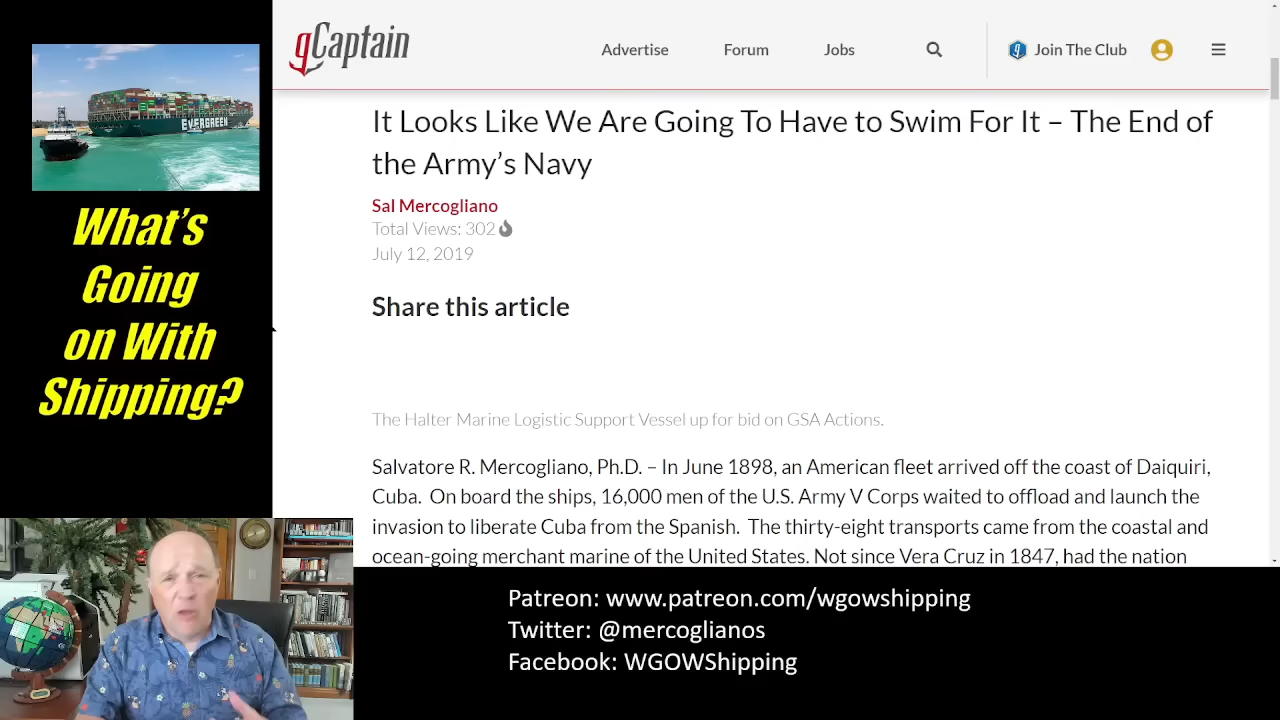 EVERGREEN
What's
Going
on With
Shipping?
gCaptain
Advertise
Forum
Jobs
Join The Club
It Looks Like We Are Going To Have to Swim For It – The End of
the Army's Navy
Sal Mercogliano
Total Views: 302
July 12, 2019
Share this article
The Halter Marine Logistic Support Vessel up for bid on GSA Actions.
Salvatore R. Mercogliano, Ph.D. – In June 1898, an American fleet arrived off the coast of Daiquiri,
Cuba. On board the ships, 16,000 men of the U.S. Army V Corps waited to offload and launch the
invasion to liberate Cuba from the Spanish. The thirty-eight transports came from the coastal and
ocean-going merchant marine of the United States. Not since Vera Cruz in 1847, had the nation
Patreon: www.patreon.com/wgowshipping
Twitter: @mercoglianos
Facebook: WGOWShipping